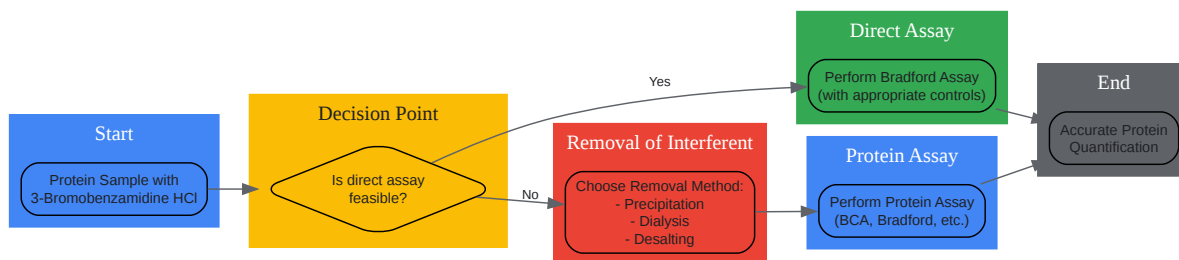 Start
Protein Sample with
3-Bromobenzamidine HCl
Decision Point
Is direct assay
feasible?
Yes
No
Direct Assay
Perform Bradford Assay
(with appropriate controls)
Removal of Interferent
Choose Removal Method:
- Precipitation
- Dialysis
- Desalting
Protein Assay
Perform Protein Assay
(BCA, Bradford, etc.)
End
Accurate Protein
Quantification